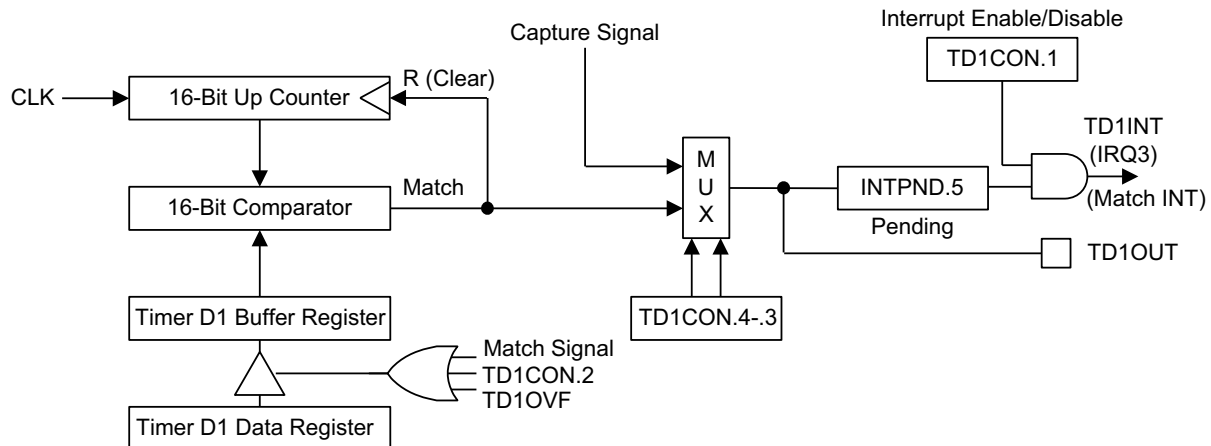 Interrupt Enable/Disable
Capture Signal
TD1CON.1
R (Clear)
CLK
16-Bit Up Counter
TD1INT
(IRQ3)
(Match INT)
M
U
X
16-Bit Comparator
Match
INTPND.5
Pending
TD1OUT
Timer D1 Buffer Register
TD1CON.4-.3
Match Signal
TD1CON.2
TD1OVF
Timer D1 Data Register